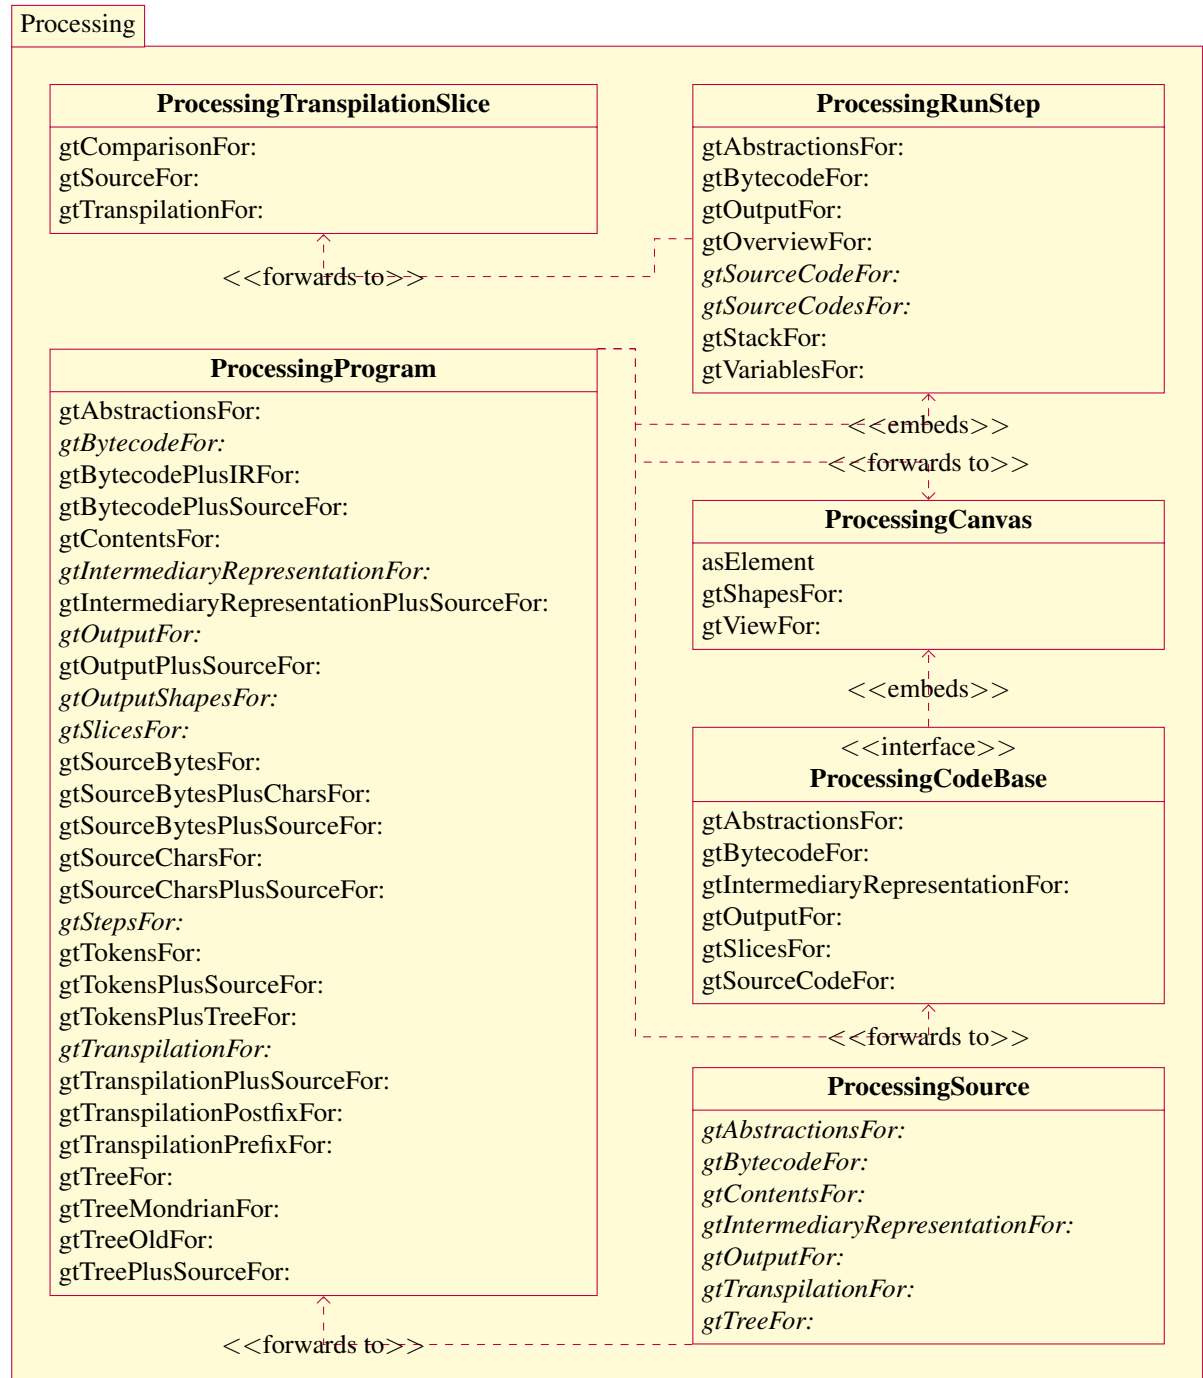 Processing
ProcessingTranspilationSlice
gtComparisonFor:
gtSourceFor:
gtTranspilationFor:
<<forwards to>>
ProcessingRunStep
gtAbstractionsFor:
gtBytecodeFor:
gtOutputFor:
gtOverviewFor:
gtSourceCodeFor:
gtSourceCodesFor:
gtStackFor:
gtVariablesFor:
<<embeds>>
<<forwards to>>
ProcessingProgram
gtAbstractionsFor:
gtBytecodeFor:
gtBytecodePlusIRFor:
gtBytecodePlusSourceFor:
gtContentsFor:
gtIntermediaryRepresentationFor:
gtIntermediaryRepresentationPlusSourceFor:
gtOutputFor:
gtOutputPlusSourceFor:
gtOutputShapesFor:
gtSlicesFor:
gtSourceBytesFor:
gtSourceBytesPlusCharsFor:
gtSourceBytesPlusSourceFor:
gtSourceCharsFor:
gtSourceCharsPlusSourceFor:
gtStepsFor:
gtTokensFor:
gtTokensPlusSourceFor:
gtTokensPlusTreeFor:
gtTranspilationFor:
gtTranspilationPlusSourceFor:
gtTranspilationPostfixFor:
gtTranspilationPrefixFor:
gtTreeFor:
gtTreeMondrianFor:
gtTreeOldFor:
gtTreePlusSourceFor:
<<forwards to>>
ProcessingCanvas
asElement
gtShapesFor:
gtViewFor:
<<embeds>>
<<interface>>
ProcessingCodeBase
gtAbstractionsFor:
gtBytecodeFor:
gtIntermediaryRepresentationFor:
gtOutputFor:
gtSlicesFor:
gtSourceCodeFor:
<<forwards to>>
ProcessingSource
gtAbstractionsFor:
gtBytecodeFor:
gtContentsFor:
gtIntermediaryRepresentationFor:
gtOutputFor:
gtTranspilationFor:
gtTreeFor: